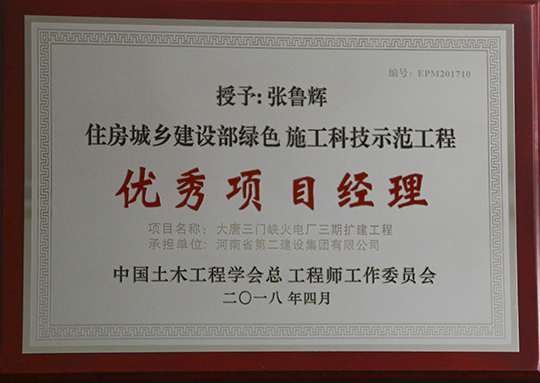 编号：EPM201710
授予：张鲁辉
住房城乡建设部绿色 施工科技示范工程
优秀项目经理
项目名称：大唐三门峡火电厂三期扩建工程
承担单位：河南省第二建设集团有限公司
中国土木工程学会总 工程师工作委员会
二〇一八 年四月